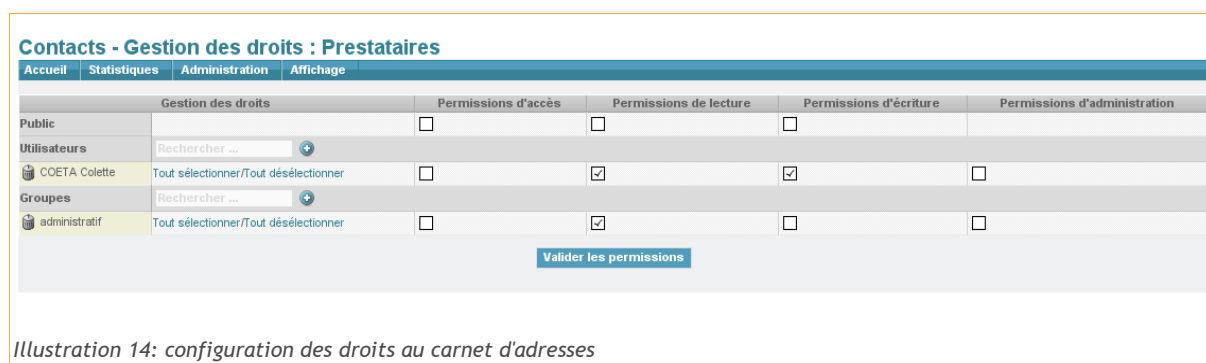 Contacts - Gestion des droits : Prestataires
Accueil Statistiques Administration Affichage
Gestion des droits Permissions d'accès Permissions de lecture Permissions d'écriture Permissions d'administration
Public
Utilisateurs Rechercher ...
COETA Colette Tout sélectionner/Tout désélectionner
Groupes Rechercher ...
administratif Tout sélectionner/Tout désélectionner
Valider les permissions
Illustration 14: configuration des droits au carnet d'adresses